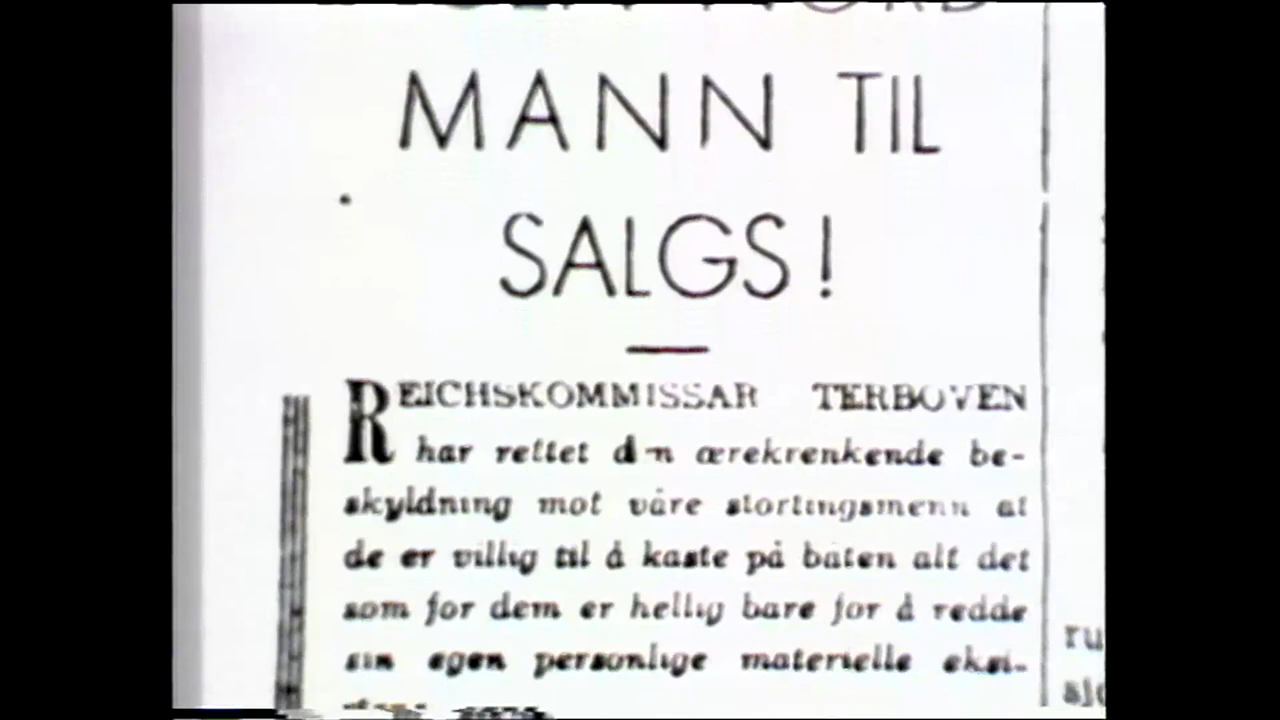 MANN TIL
SALGS!
REICHSKOMMISSAR TERBOVEN
har rettet den ærekrenkende be-
skyldning mot våre stortingsmenn at
de er villig til å kaste på båten alt det
som for dem er hellig bare for å redde
sin egen personlige materielle eksi-
ru